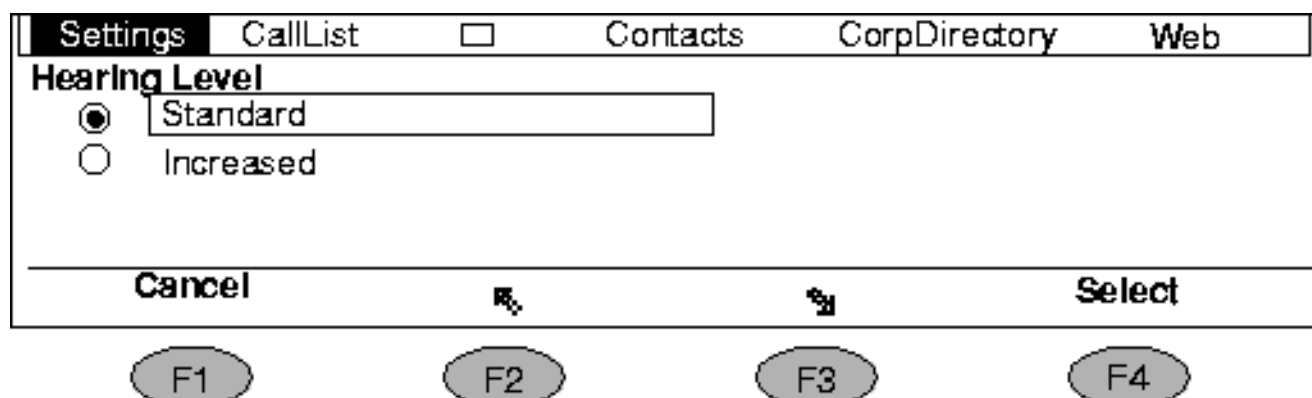 Settings CallList Contacts CorpDirectory Web
Hearing Level
Standard
Increased
Cancel Select
F1 F2 F3 F4